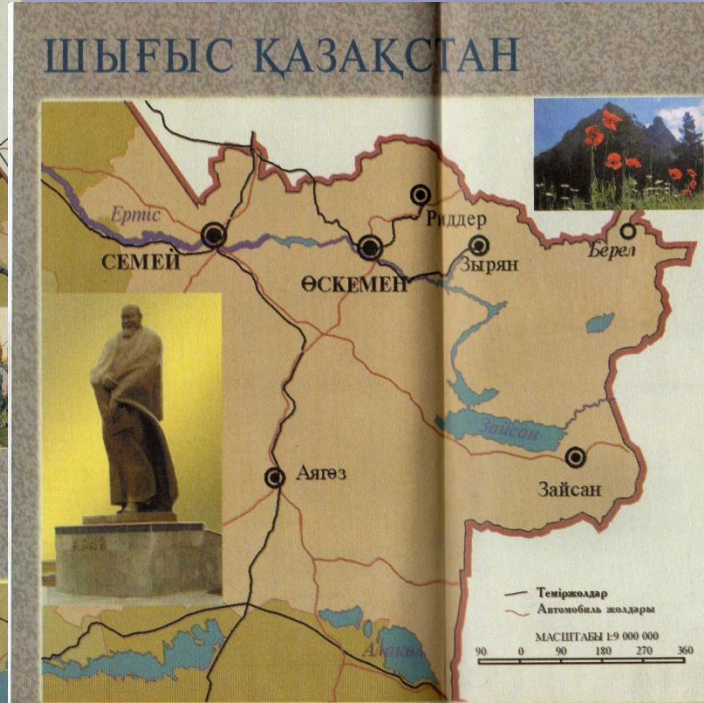 ШЫҒЫС ҚАЗАҚСТАН
Ертіс
Риддер
СЕМЕЙ
ӨСКЕМЕН
Зырян
Берел
Зайсан
Аягөз
Зайсан
Теміржолдар
Автомобиль жолдары
МАСШТАБЫ 1:9 000 000
90 0 90 180 270 360
Алакөл